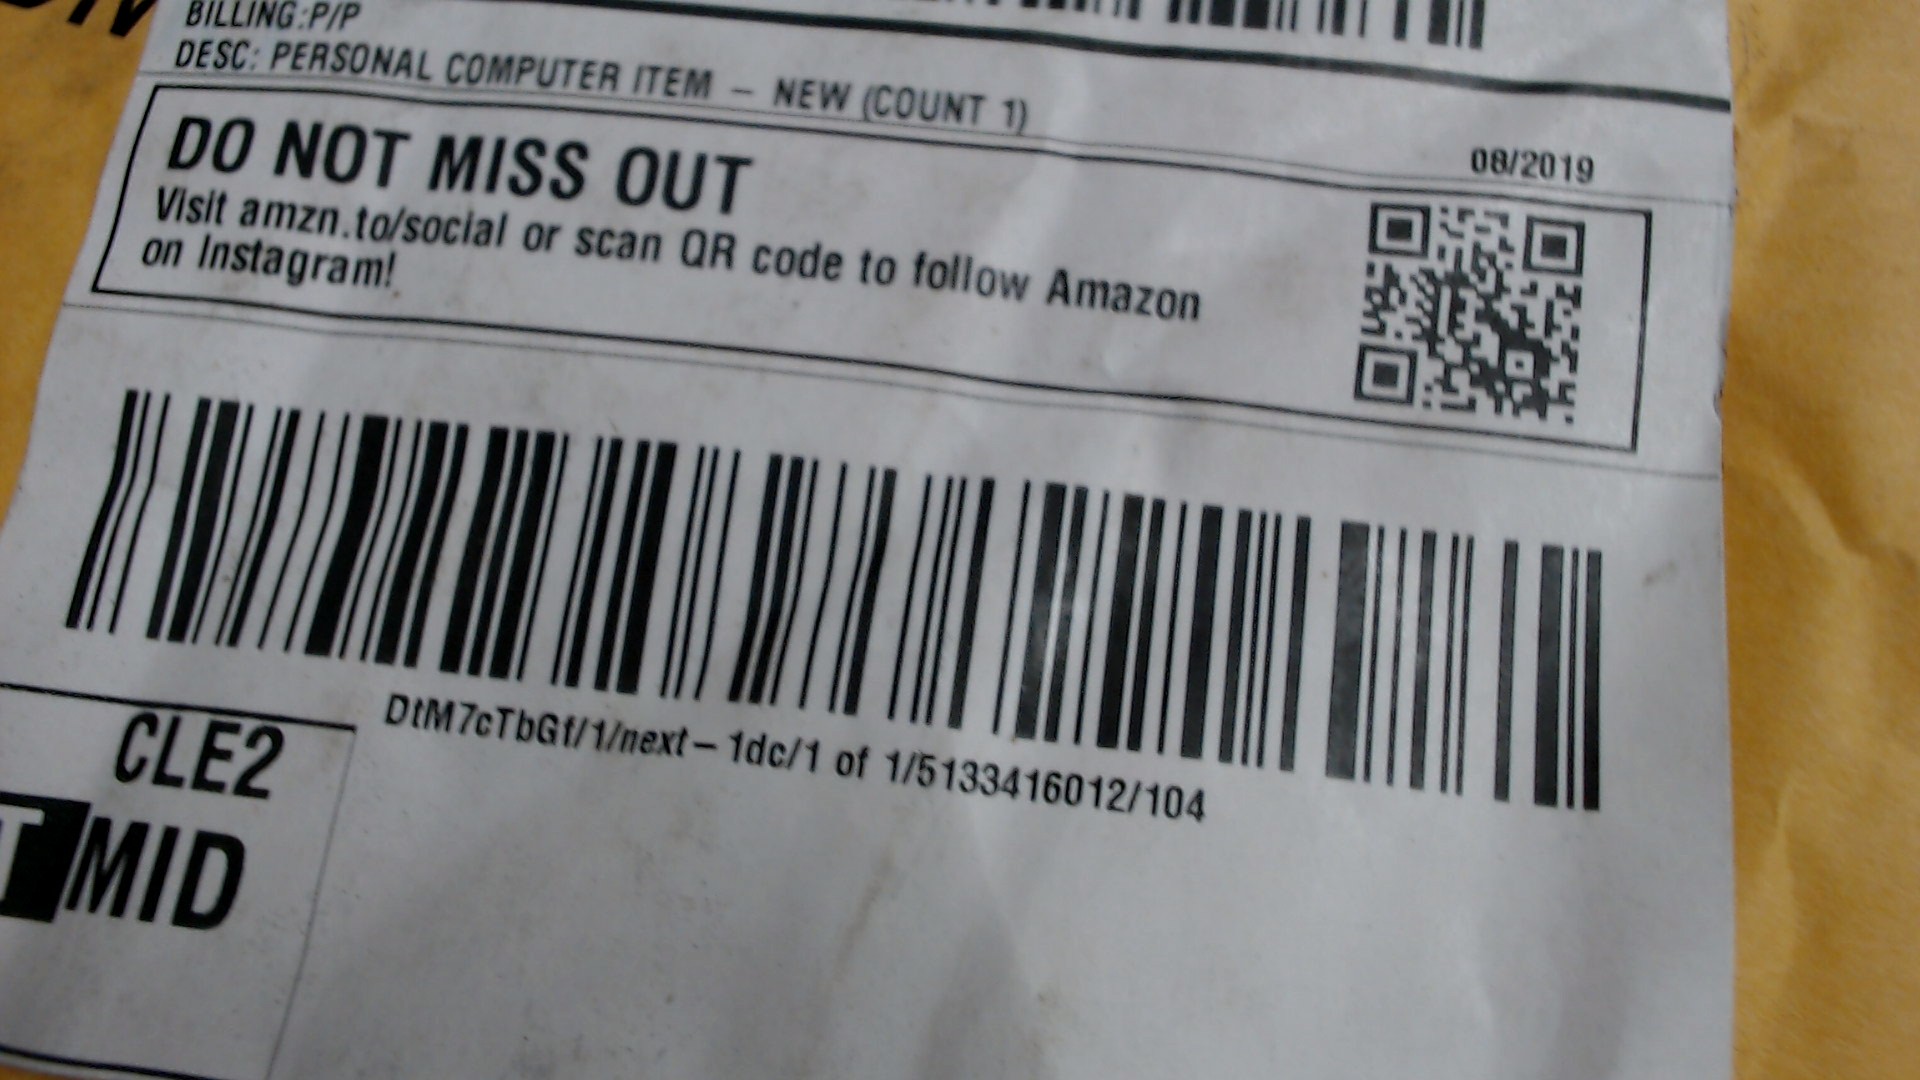 BILLING:P/P
DESC: PERSONAL COMPUTER ITEM – NEW (COUNT 1)
08/2019
DO NOT MISS OUT
Visit amzn.to/social or scan QR code to follow Amazon
on Instagram!
DtM7cTbGf/1/next–1dc/1 of 1/5133416012/104
CLE2
T MID